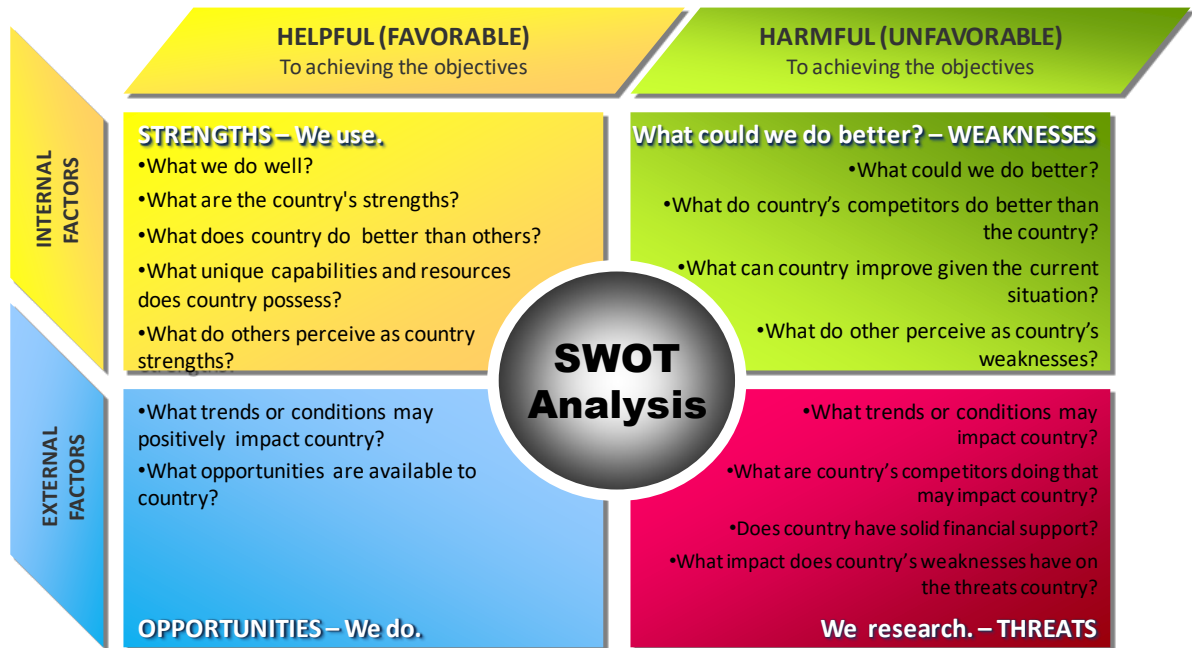 HELPFUL (FAVORABLE)
To achieving the objectives
HARMFUL (UNFAVORABLE)
To achieving the objectives
INTERNAL
FACTORS
STRENGTHS – We use.
•What we do well?
•What are the country's strengths?
•What does country do better than others?
•What unique capabilities and resources
does country possess?
•What do others perceive as country
strengths?
What could we do better? – WEAKNESSES
•What could we do better?
•What do country’s competitors do better than
the country?
•What can country improve given the current
situation?
•What do other perceive as country’s
weaknesses?
SWOT
Analysis
EXTERNAL
FACTORS
•What trends or conditions may
positively impact country?
•What opportunities are available to
country?
OPPORTUNITIES – We do.
•What trends or conditions may
impact country?
•What are country’s competitors doing that
may impact country?
•Does country have solid financial support?
•What impact does country’s weaknesses have on
the threats country?
We research. – THREATS